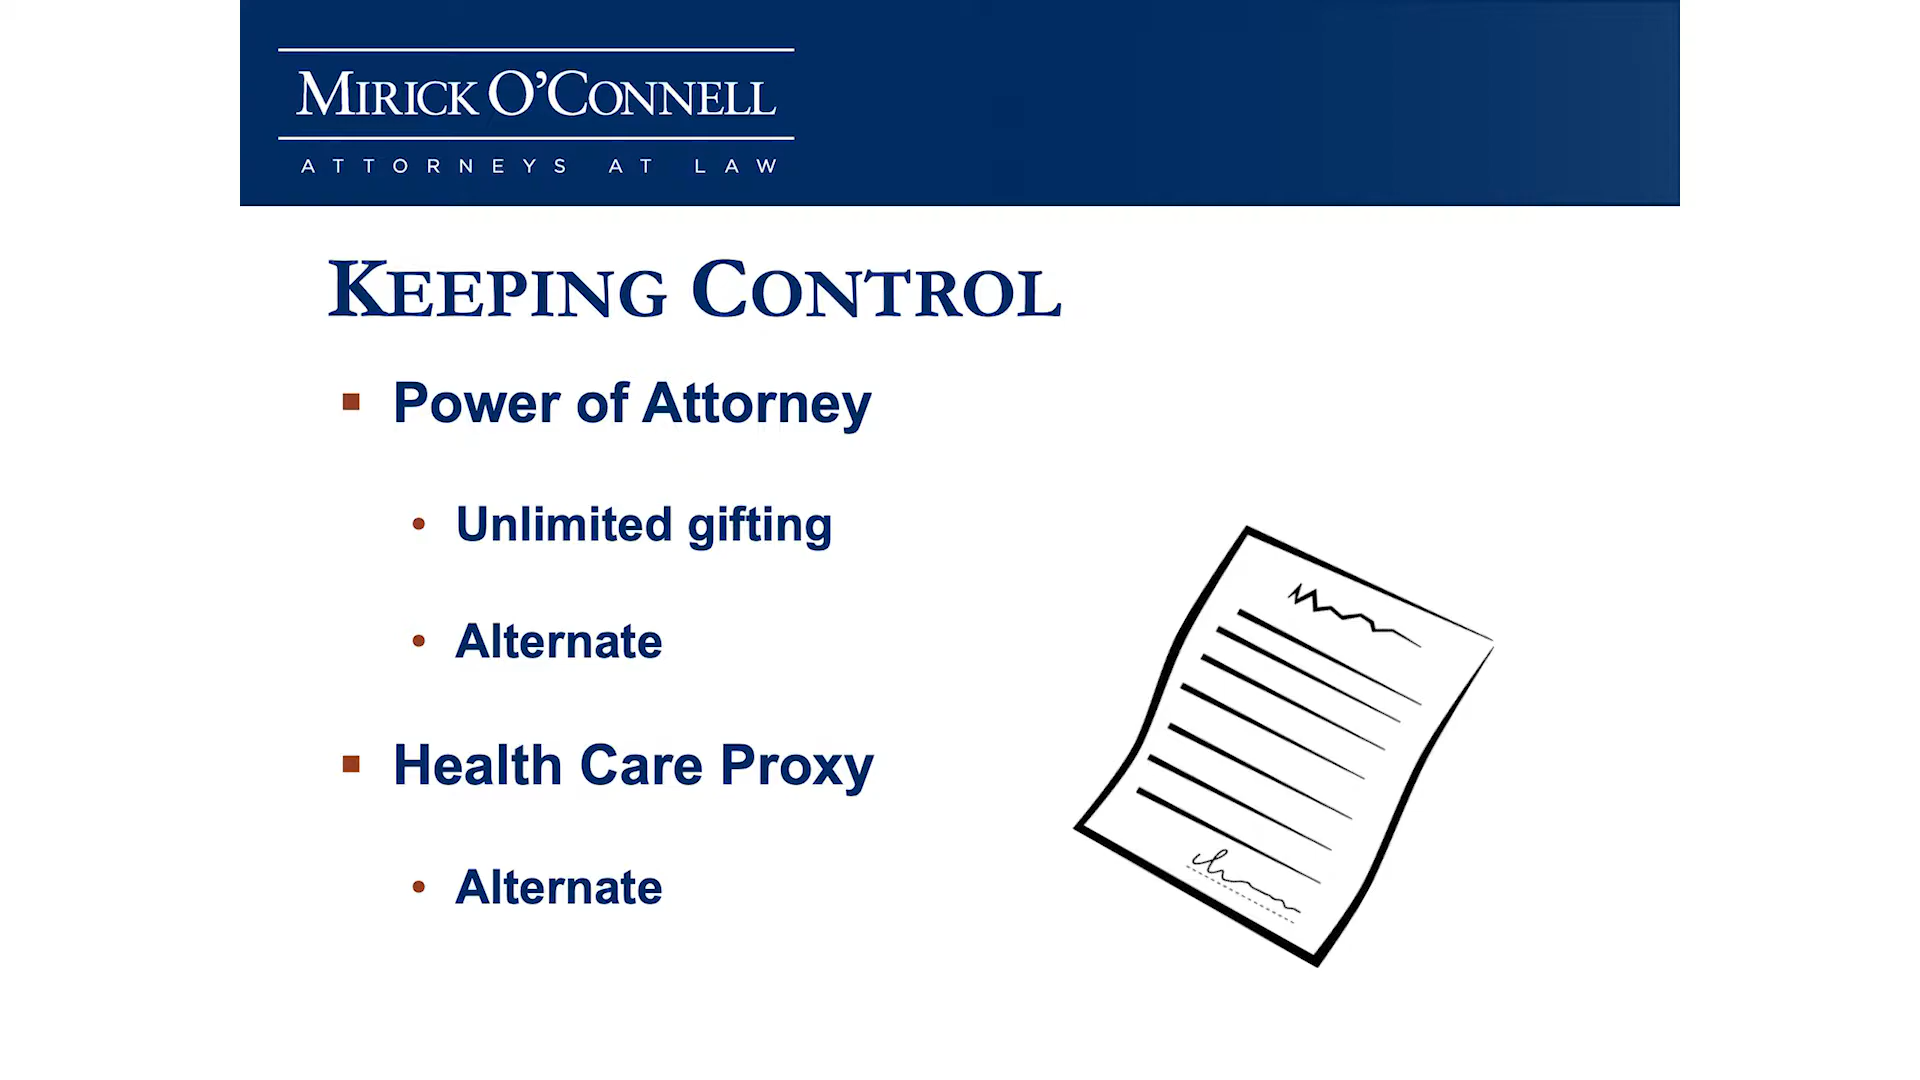 MIRICK O'CONNELL
ATTORNEYS AT LAW
KEEPING CONTROL
Power of Attorney
Unlimited gifting
Alternate
Health Care Proxy
Alternate